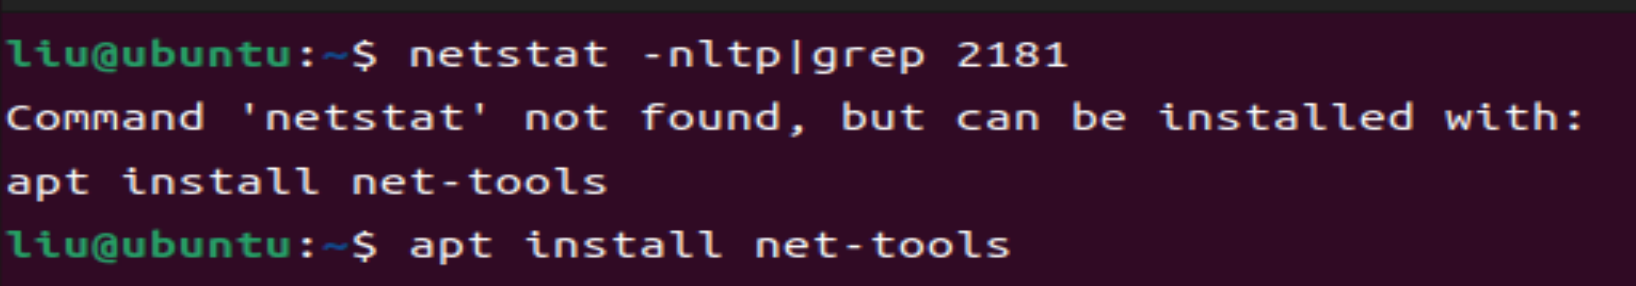 liu@ubuntu:~$ netstat -nltp|grep 2181
Command 'netstat' not found, but can be installed with:
apt install net-tools
liu@ubuntu:~$ apt install net-tools